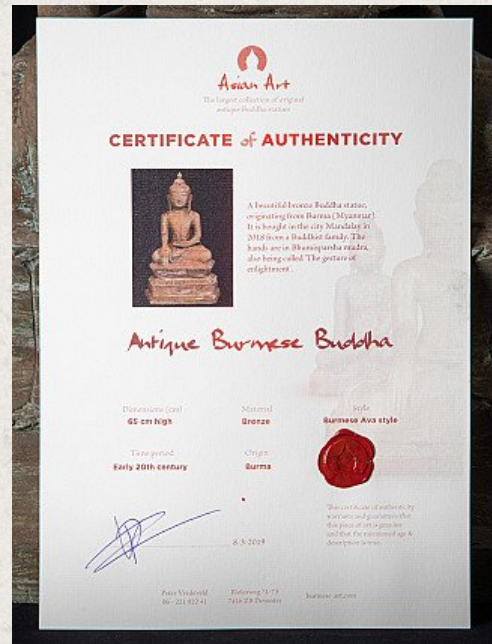 Asian Art
The largest collection of original
antique Buddha statues
CERTIFICATE of AUTHENTICITY
A beautiful bronze Buddha statue,
originating from Burma (Myanmar).
It is bought in the city Mandalay in
2018 from a Buddhist family. The
hands are in Bhumisparsha mudra,
also being called 'The gesture of
enlightment'.
Antique Burmese Buddha
Dimensions (cm)
65 cm high
Material
Bronze
Style
Burmese Ava style
Time period
Early 20th century
Origin
Burma
This certificate of authenticity
warrants and guarantees that
this piece of art is genuine
and that the mentioned age &
description is true.
8-3-2019
Peter
burmese-art.com